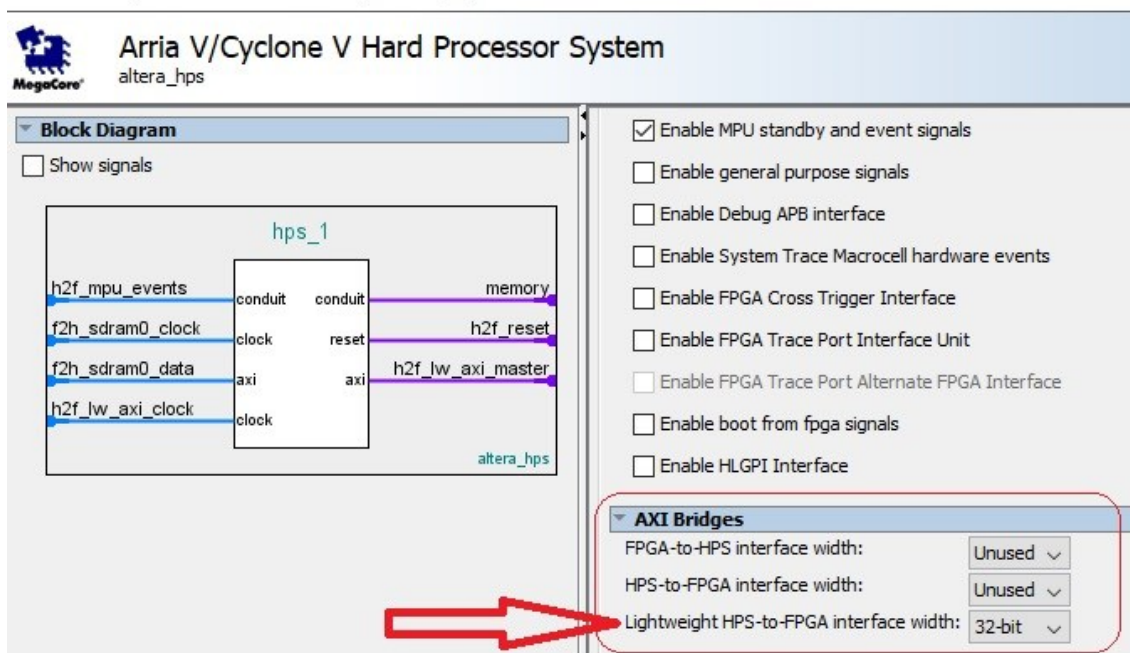 Arria V/Cyclone V Hard Processor System
altera_hps
MegaCore®
Block Diagram
Show signals
hps_1
h2f_mpu_events
conduit
conduit
memory
f2h_sdram0_clock
clock
reset
h2f_reset
f2h_sdram0_data
axi
axi
h2f_lw_axi_master
h2f_lw_axi_clock
clock
altera_hps
Enable MPU standby and event signals
Enable general purpose signals
Enable Debug APB interface
Enable System Trace Macrocell hardware events
Enable FPGA Cross Trigger Interface
Enable FPGA Trace Port Interface Unit
Enable FPGA Trace Port Alternate FPGA Interface
Enable boot from fpga signals
Enable HLGPI Interface
AXI Bridges
FPGA-to-HPS interface width: Unused
HPS-to-FPGA interface width: Unused
Lightweight HPS-to-FPGA interface width: 32-bit